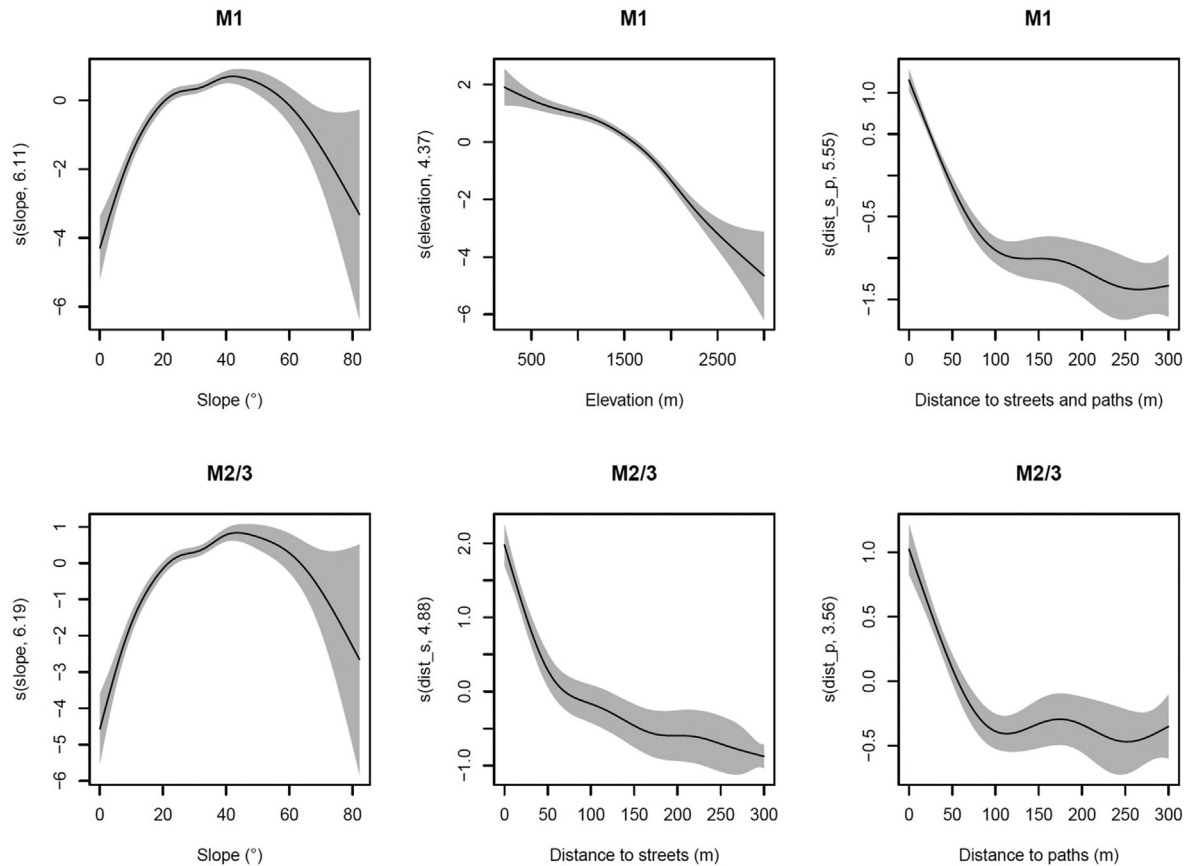 M1
M1
M1
s(slope, 6.11)
0
−2
−4
−6
0 20 40 60 80
Slope (°)
s(elevation, 4.37)
2
0
−2
−4
−6
500 1500 2500
Elevation (m)
s(dist_s_p, 5.55)
1.0
0.5
−0.5
−1.5
0 50 100 150 200 250 300
Distance to streets and paths (m)
M2/3
M2/3
M2/3
s(slope, 6.19)
1
0
−1
−2
−3
−4
−5
−6
0 20 40 60 80
Slope (°)
s(dist_s, 4.88)
2.0
1.0
0.0
−1.0
0 50 100 150 200 250 300
Distance to streets (m)
s(dist_p, 3.56)
1.0
0.5
0.0
−0.5
0 50 100 150 200 250 300
Distance to paths (m)